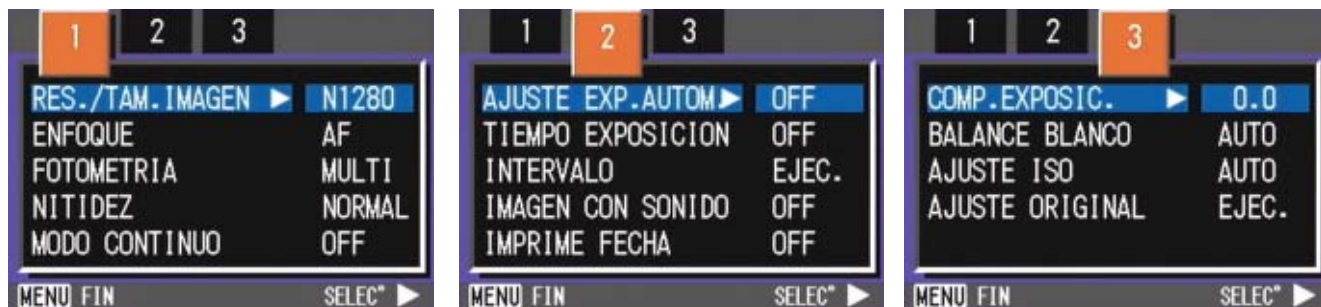 1 2 3
RES./TAM.IMAGEN ▶ N1280
ENFOQUE AF
FOTOMETRIA MULTI
NITIDEZ NORMAL
MODO CONTINUO OFF
MENU FIN SELEC° ▶
1 2 3
AJUSTE EXP.AUTOM▶ OFF
TIEMPO EXPOSICION OFF
INTERVALO EJEC.
IMAGEN CON SONIDO OFF
IMPRIME FECHA OFF
MENU FIN SELEC° ▶
1 2 3
COMP.EXPOSIC. ▶ 0.0
BALANCE BLANCO AUTO
AJUSTE ISO AUTO
AJUSTE ORIGINAL EJEC.
MENU FIN SELEC° ▶